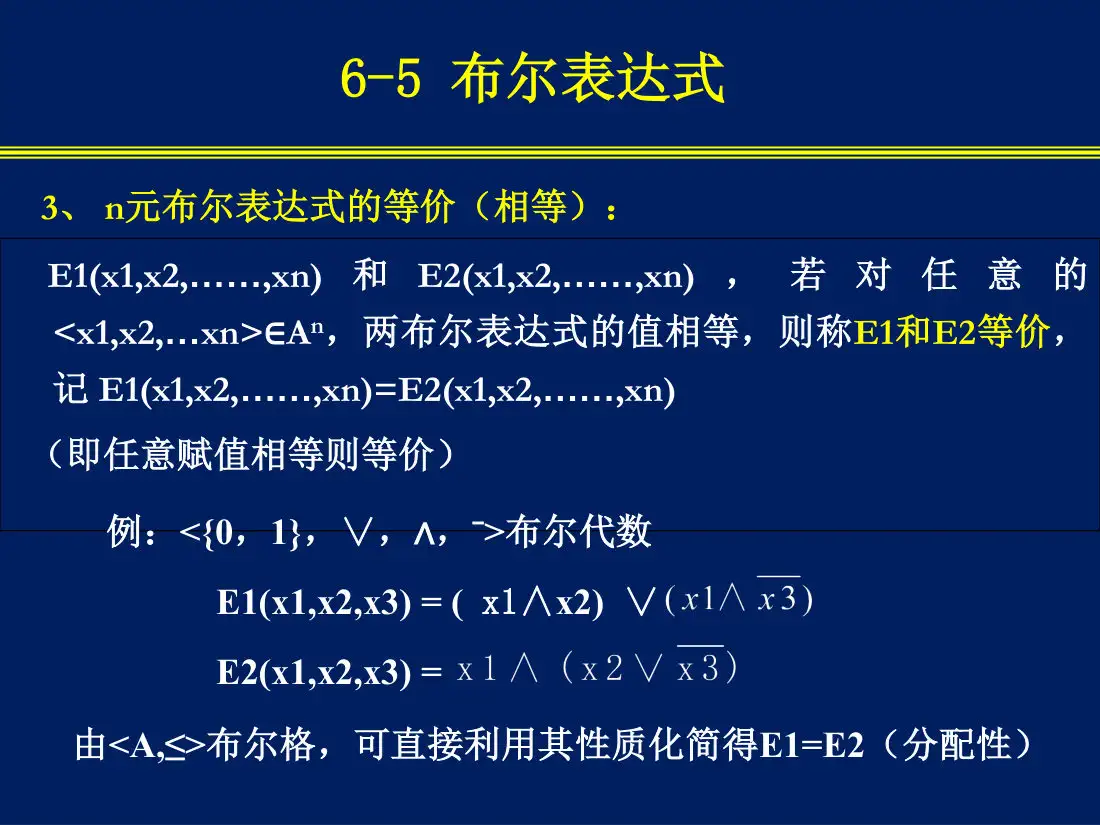 6-5 布尔表达式
3、 n元布尔表达式的等价（相等）：
E1(x1,x2,……,xn) 和 E2(x1,x2,……,xn) ， 若对任意的
<x1,x2,…xn>∈Aⁿ，两布尔表达式的值相等，则称E1和E2等价，
记 E1(x1,x2,……,xn)=E2(x1,x2,……,xn)
（即任意赋值相等则等价）
例：<{0，1}，∨，∧，⁻>布尔代数
E1(x1,x2,x3) = ( x1∧x2) ∨(x1∧x̅3̅)
E2(x1,x2,x3) = x1∧（x2∨x̅3̅）
由<A,≤>布尔格，可直接利用其性质化简得E1=E2（分配性）